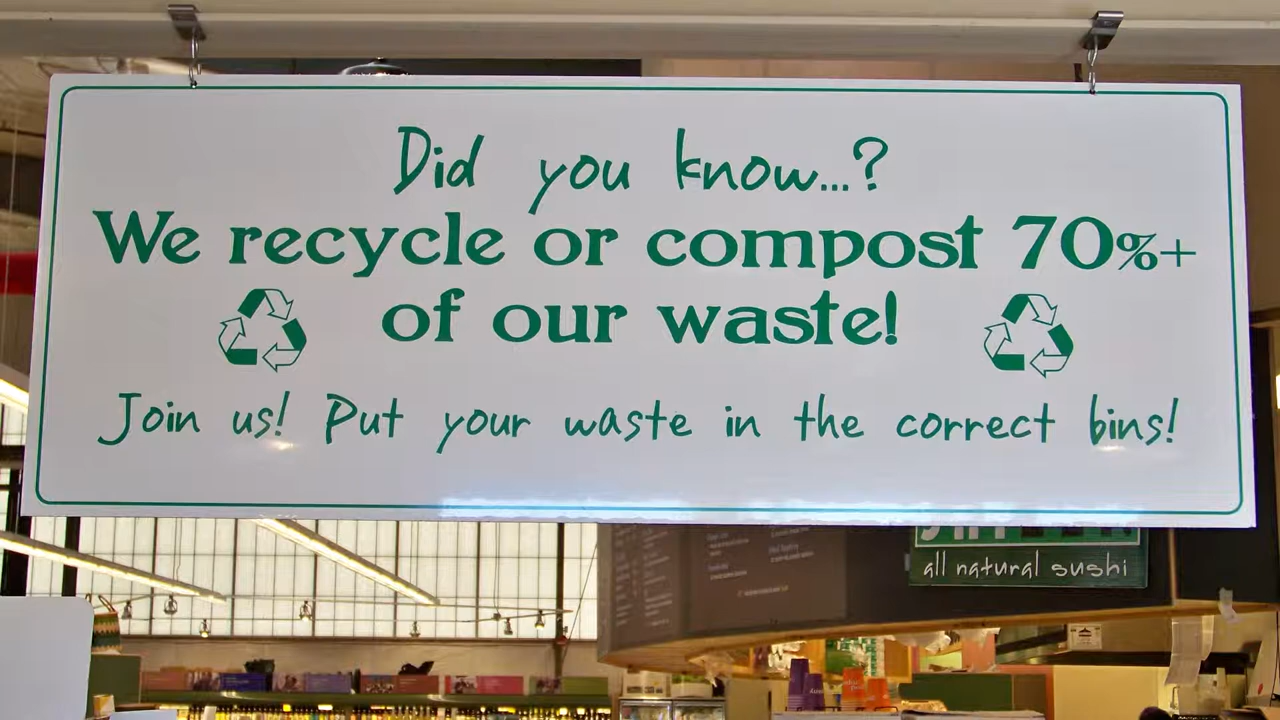 Did you know...?
We recycle or compost 70%+
of our waste!
Join us! Put your waste in the correct bins!
all natural sushi